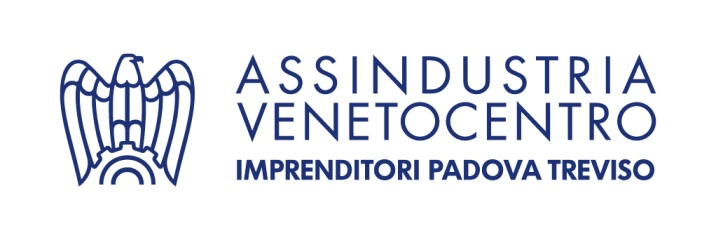 ASSINDUSTRIA
VENETOCENTRO
IMPRENDITORI PADOVA TREVISO